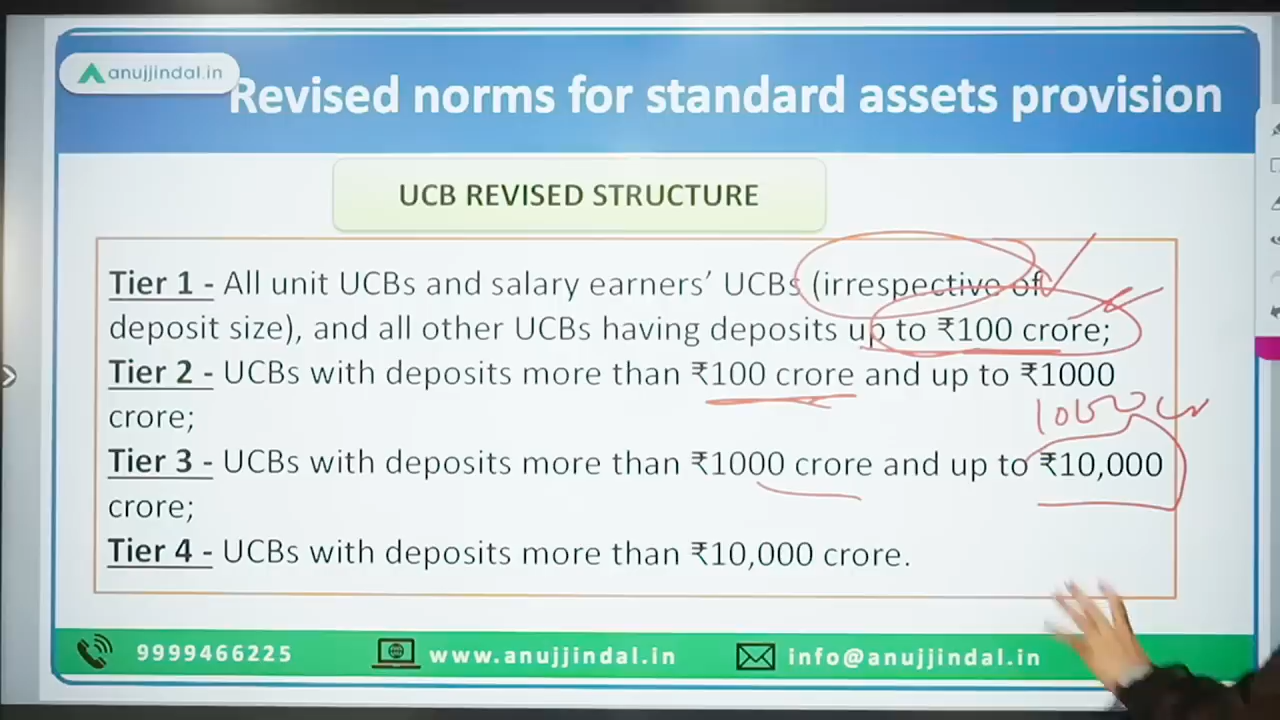 anujjindal.in
Revised norms for standard assets provision
UCB REVISED STRUCTURE
Tier 1 - All unit UCBs and salary earners’ UCBs (irrespective of
deposit size), and all other UCBs having deposits up to ₹100 crore;
Tier 2 - UCBs with deposits more than ₹100 crore and up to ₹1000
crore;
Tier 3 - UCBs with deposits more than ₹1000 crore and up to ₹10,000
crore;
Tier 4 - UCBs with deposits more than ₹10,000 crore.
9999466225
www.anujjindal.in
info@anujjindal.in